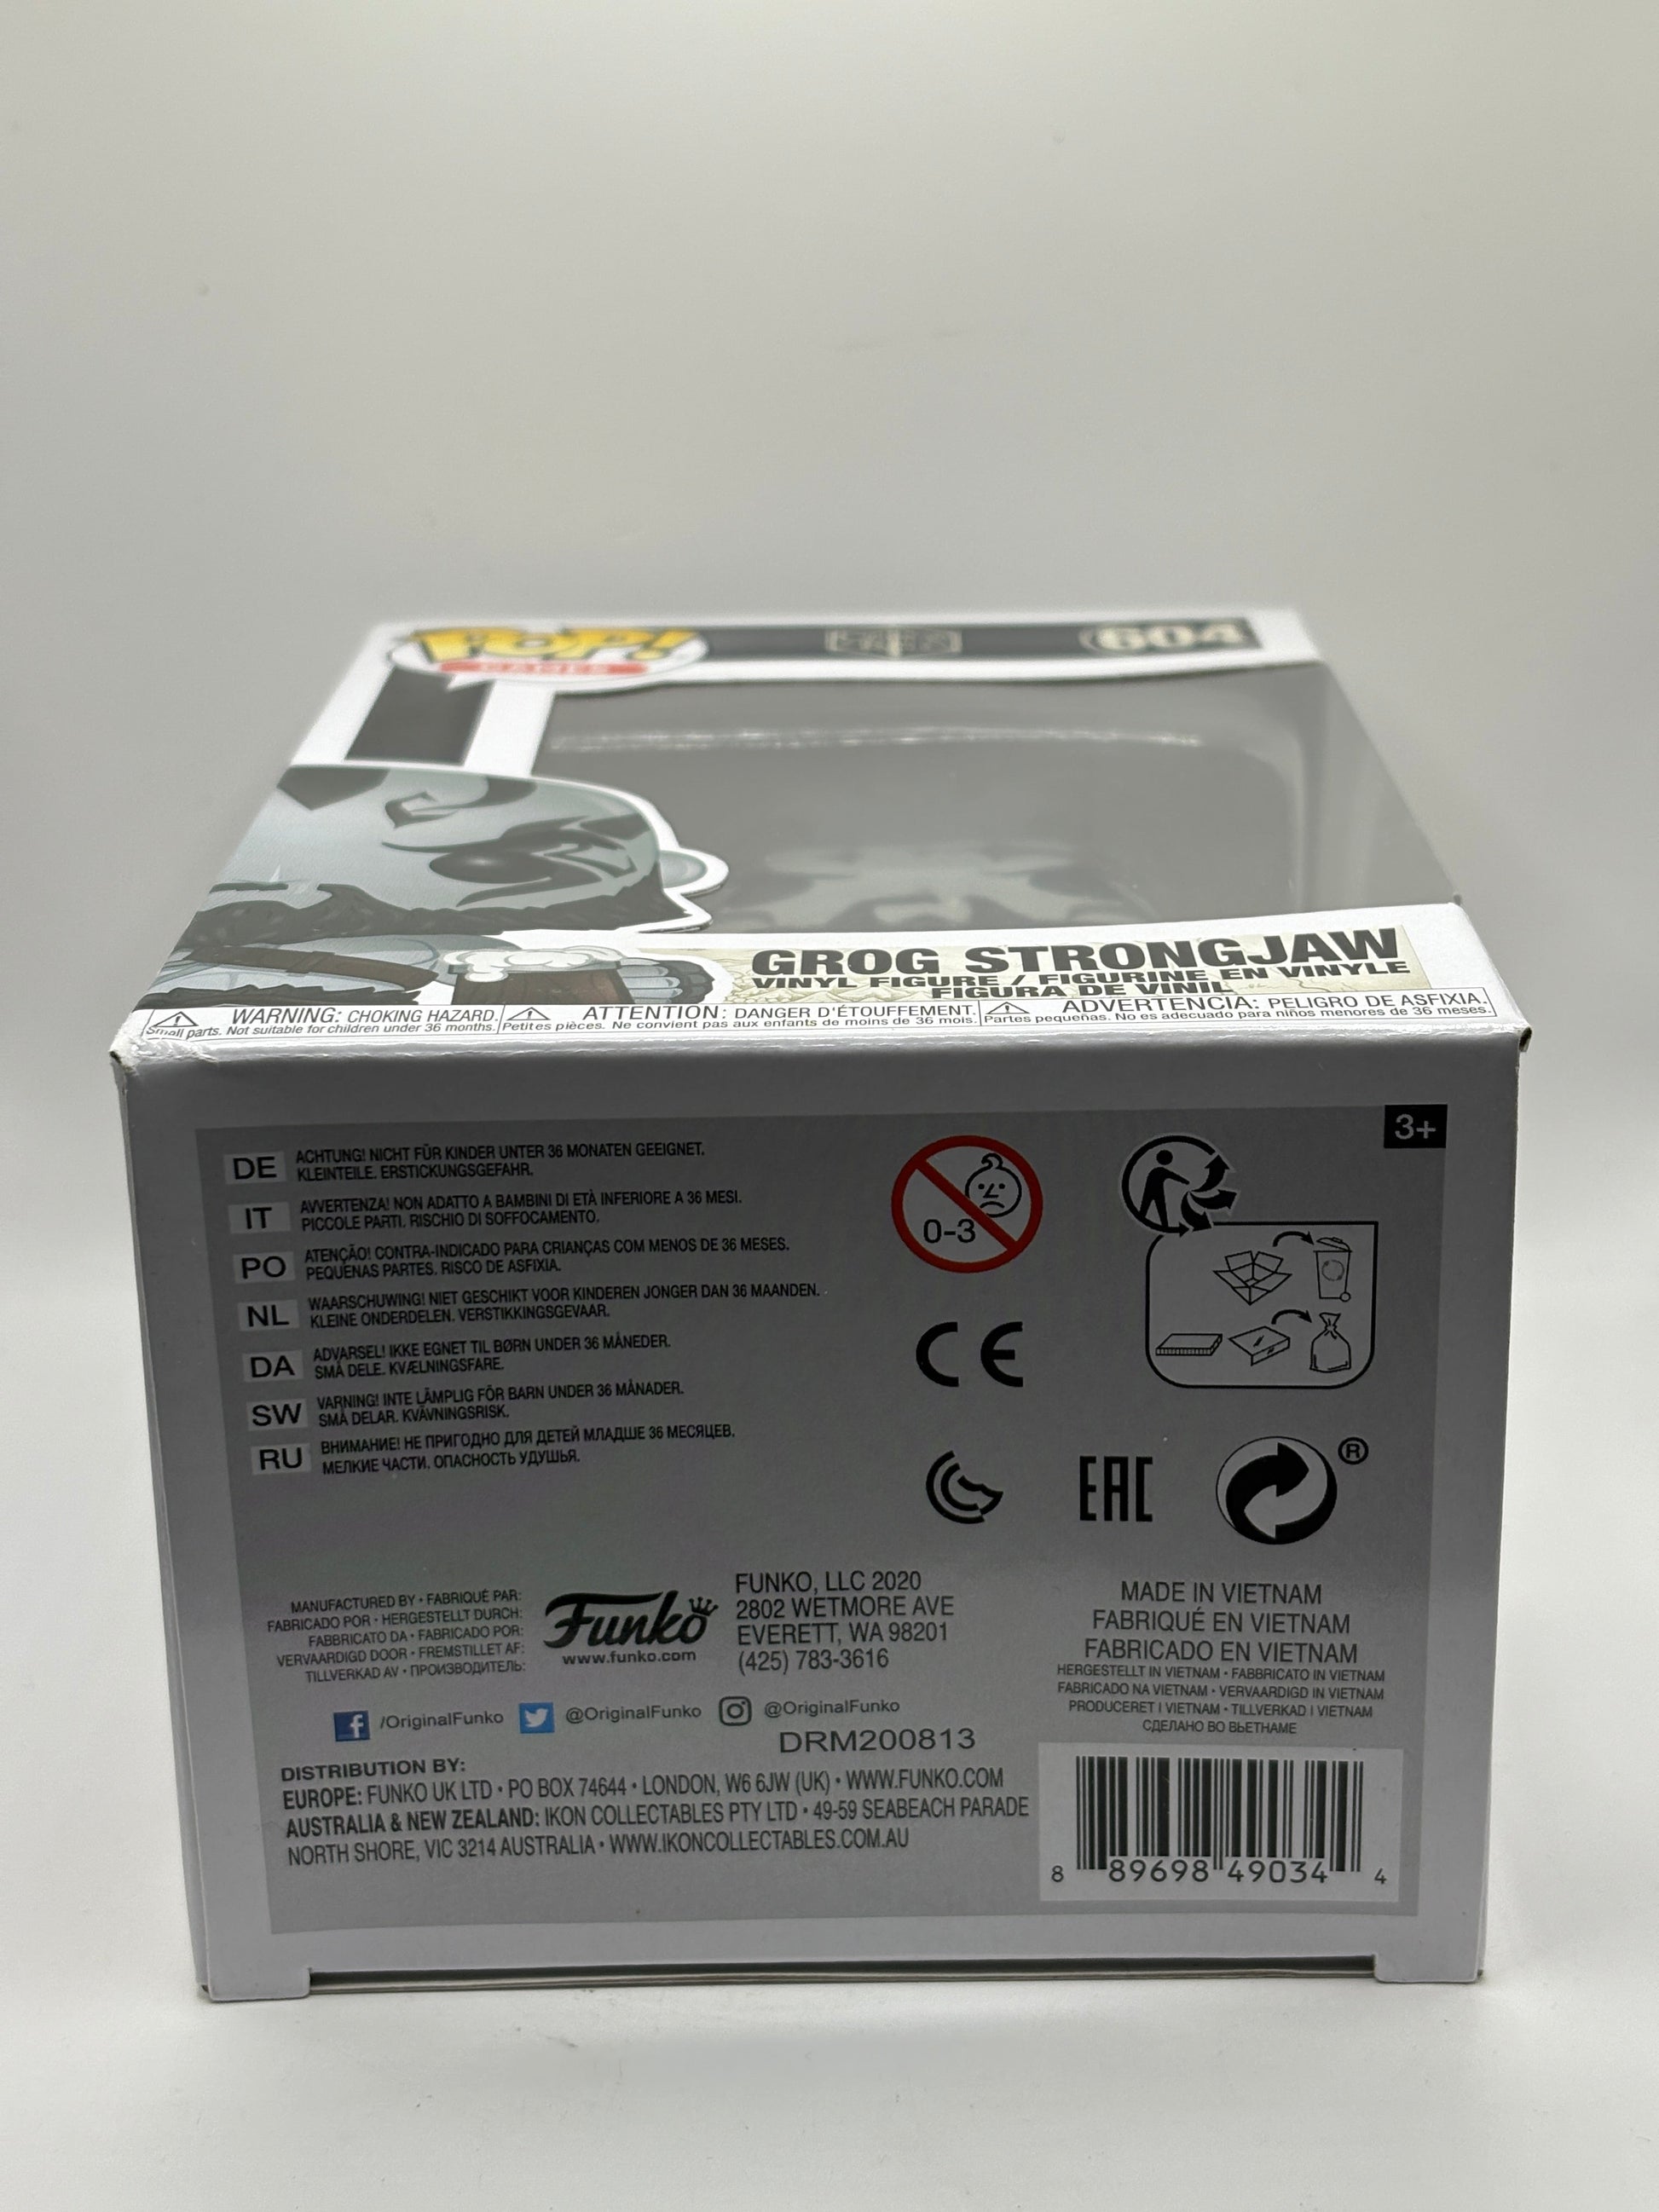 POP!
GAMES
604
GROG STRONGJAW
VINYL FIGURE / FIGURINE EN VINYLE
FIGURA DE VINIL
WARNING: CHOKING HAZARD.
Small parts. Not suitable for children under 36 months.
ATTENTION: DANGER D'ÉTOUFFEMENT.
Petites pièces. Ne convient pas aux enfants de moins de 36 mois.
ADVERTENCIA: PELIGRO DE ASFIXIA.
Partes pequeñas. No es adecuado para niños menores de 36 meses.
3+
DE ACHTUNG! NICHT FÜR KINDER UNTER 36 MONATEN GEEIGNET.
KLEINTEILE. ERSTICKUNGSGEFAHR.
IT AVVERTENZA! NON ADATTO A BAMBINI DI ETÀ INFERIORE A 36 MESI.
PICCOLE PARTI. RISCHIO DI SOFFOCAMENTO.
PO ATENÇÃO! CONTRA-INDICADO PARA CRIANÇAS COM MENOS DE 36 MESES.
PEQUENAS PARTES. RISCO DE ASFIXIA.
NL WAARSCHUWING! NIET GESCHIKT VOOR KINDEREN JONGER DAN 36 MAANDEN.
KLEINE ONDERDELEN. VERSTIKKINGSGEVAAR.
DA ADVARSEL! IKKE EGNET TIL BØRN UNDER 36 MÅNEDER.
SMÅ DELE. KVÆLNINGSFARE.
SW VARNING! INTE LÄMPLIG FÖR BARN UNDER 36 MÅNADER.
SMÅ DELAR. KVÄVNINGSRISK.
RU ВНИМАНИЕ! НЕ ПРИГОДНО ДЛЯ ДЕТЕЙ МЛАДШЕ 36 МЕСЯЦЕВ.
МЕЛКИЕ ЧАСТИ. ОПАСНОСТЬ УДУШЬЯ.
0-3
CE
EAC
®
MANUFACTURED BY • FABRIQUÉ PAR:
FABRICADO POR • HERGESTELLT DURCH:
FABBRICATO DA • FABRICADO POR:
VERVAARDIGD DOOR • FREMSTILLET AF:
TILLVERKAD AV • ПРОИЗВОДИТЕЛЬ:
Funko
www.funko.com
FUNKO, LLC 2020
2802 WETMORE AVE
EVERETT, WA 98201
(425) 783-3616
MADE IN VIETNAM
FABRIQUÉ EN VIETNAM
FABRICADO EN VIETNAM
HERGESTELLT IN VIETNAM • FABBRICATO IN VIETNAM
FABRICADO NA VIETNAM • VERVAARDIGD IN VIETNAM
PRODUCERET I VIETNAM • TILLVERKAD I VIETNAM
СДЕЛАНО ВО ВЬЕТНАМЕ
/OriginalFunko @OriginalFunko @OriginalFunko
DRM200813
DISTRIBUTION BY:
EUROPE: FUNKO UK LTD • PO BOX 74644 • LONDON, W6 6JW (UK) • WWW.FUNKO.COM
AUSTRALIA & NEW ZEALAND: IKON COLLECTABLES PTY LTD • 49-59 SEABEACH PARADE
NORTH SHORE, VIC 3214 AUSTRALIA • WWW.IKONCOLLECTABLES.COM.AU
8 89698 49034 4